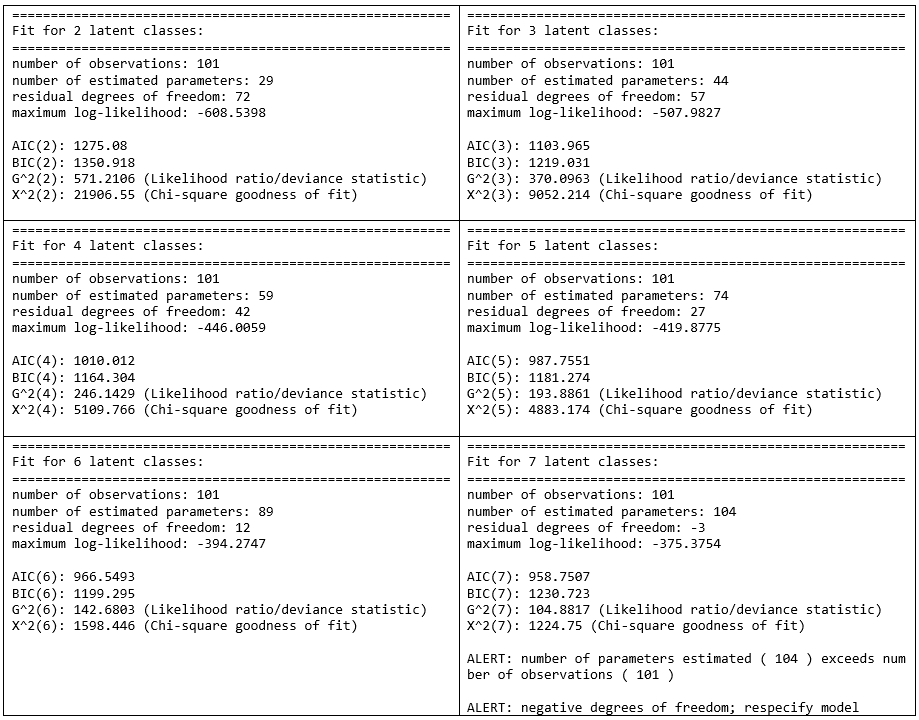 =========================================================
Fit for 2 latent classes:
=========================================================
number of observations: 101
number of estimated parameters: 29
residual degrees of freedom: 72
maximum log-likelihood: -608.5398
AIC(2): 1275.08
BIC(2): 1350.918
G^2(2): 571.2106 (Likelihood ratio/deviance statistic)
X^2(2): 21906.55 (Chi-square goodness of fit)
=========================================================
Fit for 3 latent classes:
=========================================================
number of observations: 101
number of estimated parameters: 44
residual degrees of freedom: 57
maximum log-likelihood: -507.9827
AIC(3): 1103.965
BIC(3): 1219.031
G^2(3): 370.0963 (Likelihood ratio/deviance statistic)
X^2(3): 9052.214 (Chi-square goodness of fit)
=========================================================
Fit for 4 latent classes:
=========================================================
number of observations: 101
number of estimated parameters: 59
residual degrees of freedom: 42
maximum log-likelihood: -446.0059
AIC(4): 1010.012
BIC(4): 1164.304
G^2(4): 246.1429 (Likelihood ratio/deviance statistic)
X^2(4): 5109.766 (Chi-square goodness of fit)
=========================================================
Fit for 5 latent classes:
=========================================================
number of observations: 101
number of estimated parameters: 74
residual degrees of freedom: 27
maximum log-likelihood: -419.8775
AIC(5): 987.7551
BIC(5): 1181.274
G^2(5): 193.8861 (Likelihood ratio/deviance statistic)
X^2(5): 4883.174 (Chi-square goodness of fit)
=========================================================
Fit for 6 latent classes:
=========================================================
number of observations: 101
number of estimated parameters: 89
residual degrees of freedom: 12
maximum log-likelihood: -394.2747
AIC(6): 966.5493
BIC(6): 1199.295
G^2(6): 142.6803 (Likelihood ratio/deviance statistic)
X^2(6): 1598.446 (Chi-square goodness of fit)
=========================================================
Fit for 7 latent classes:
=========================================================
number of observations: 101
number of estimated parameters: 104
residual degrees of freedom: -3
maximum log-likelihood: -375.3754
AIC(7): 958.7507
BIC(7): 1230.723
G^2(7): 104.8817 (Likelihood ratio/deviance statistic)
X^2(7): 1224.75 (Chi-square goodness of fit)
ALERT: number of parameters estimated ( 104 ) exceeds num
ber of observations ( 101 )
ALERT: negative degrees of freedom; respecify model